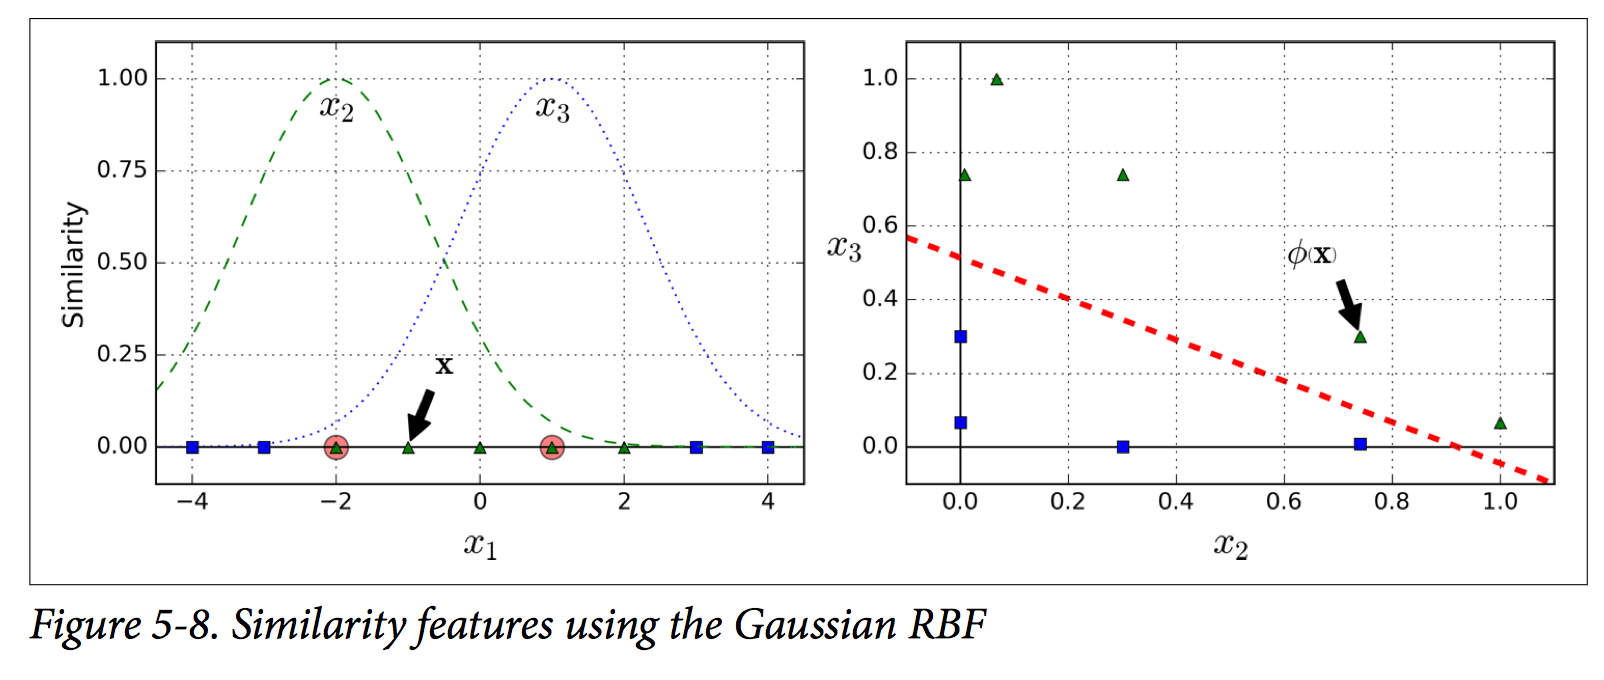 1.00
0.75
0.50
0.25
0.00
Similarity
x₂
x₃
x
−4
−2
0
2
4
x₁
1.0
0.8
0.6
0.4
0.2
0.0
x₃
ϕ(x)
0.0
0.2
0.4
0.6
0.8
1.0
x₂
Figure 5-8. Similarity features using the Gaussian RBF